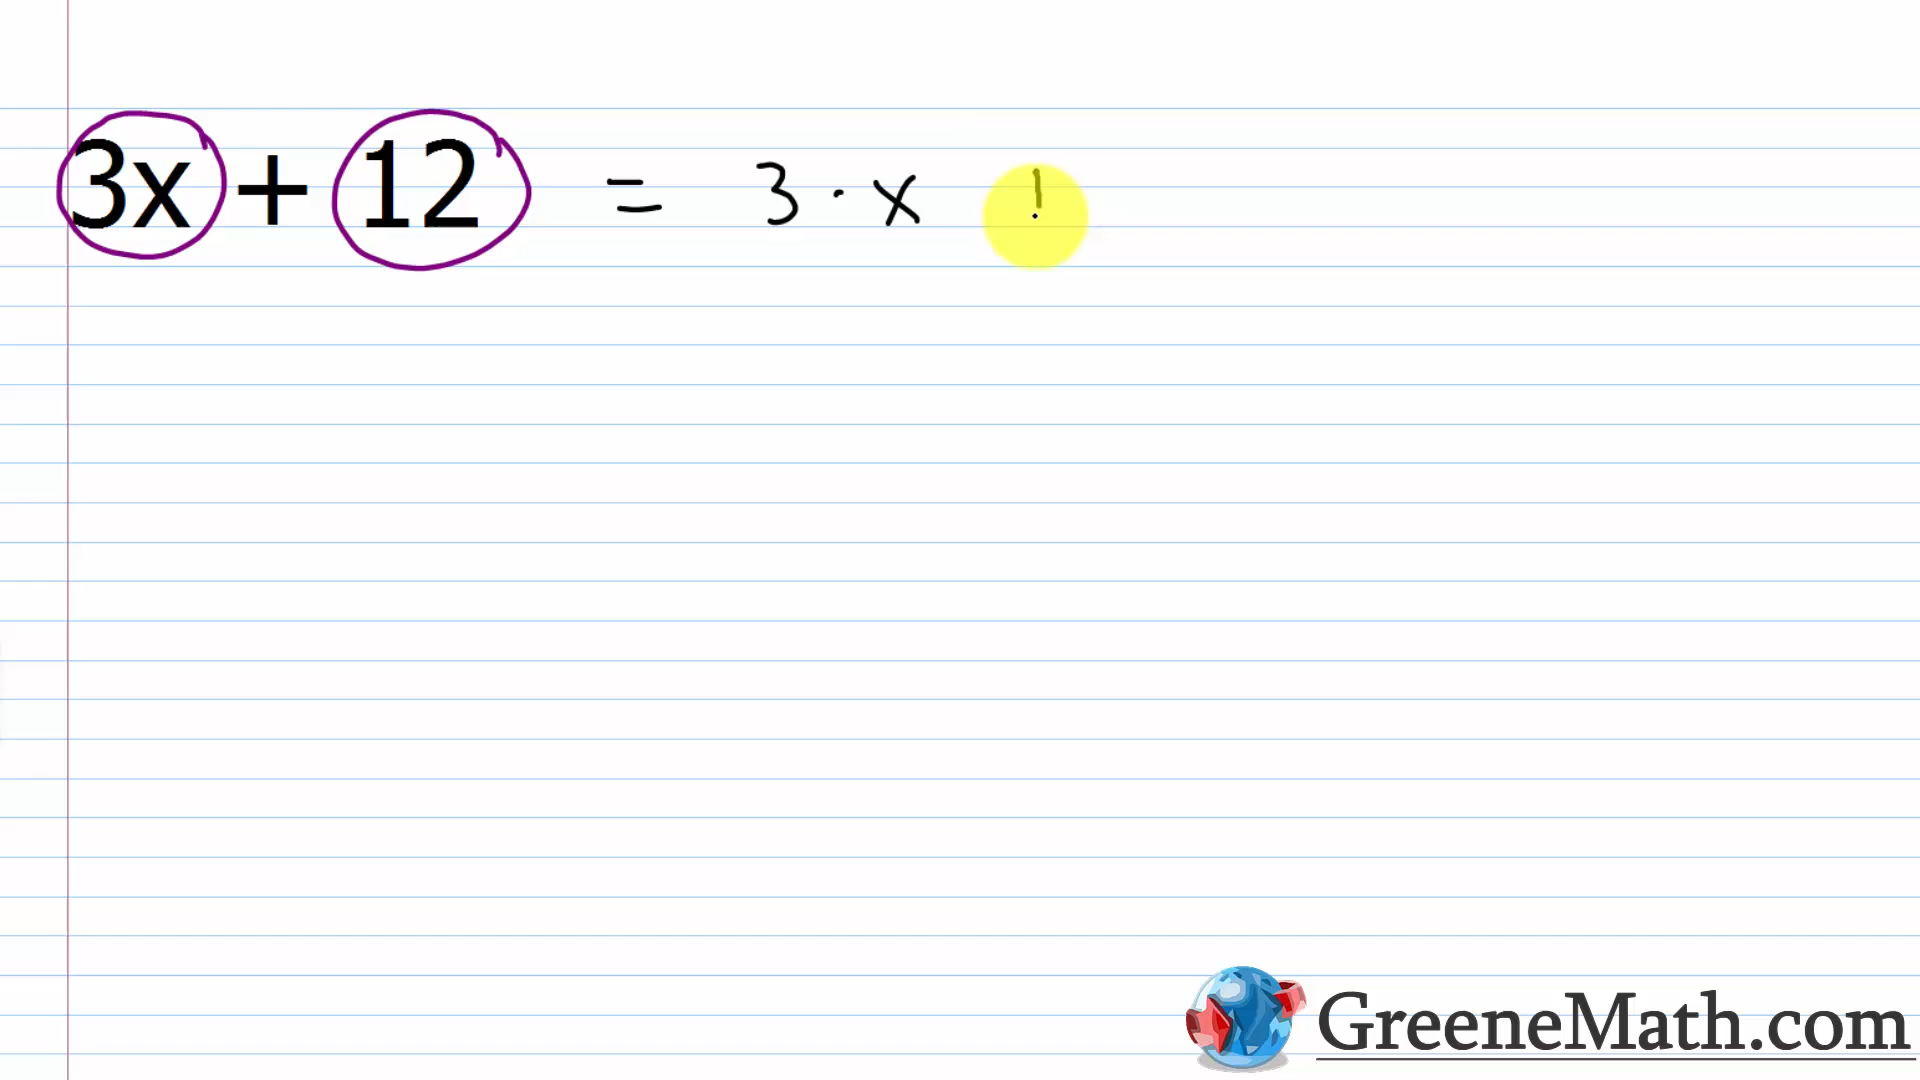 3x + 12 = 3 · x
GreeneMath.com